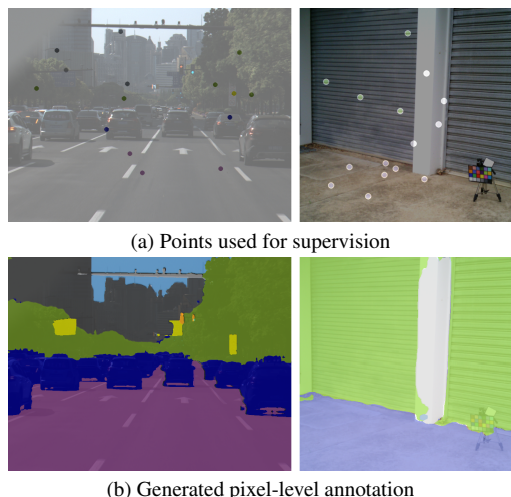 (a) Points used for supervision
(b) Generated pixel-level annotation